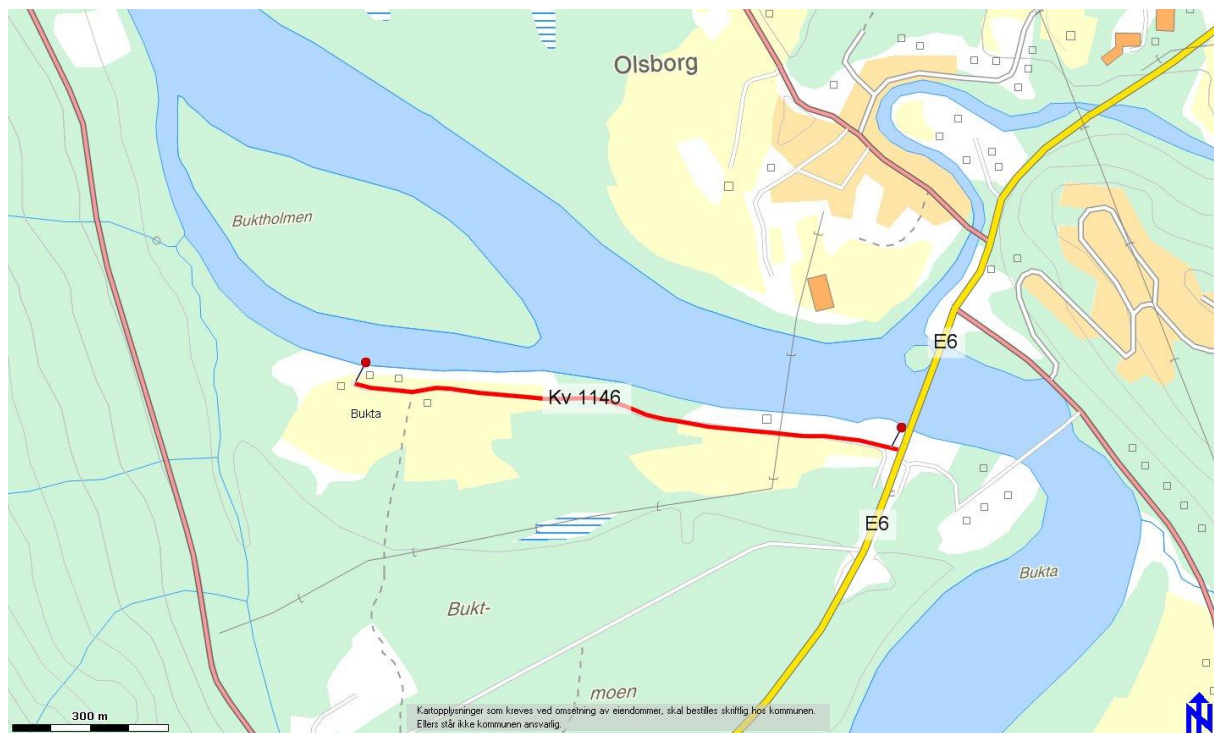 Olsborg
Buktholmen
E6
Kv 1146
Bukta
E6
Bukta
Bukt-
moen
300 m
Kartopplysninger som kreves ved omsetning av eiendommer, skal bestilles skriftlig hos kommunen.
Ellers står ikke kommunen ansvarlig.
N